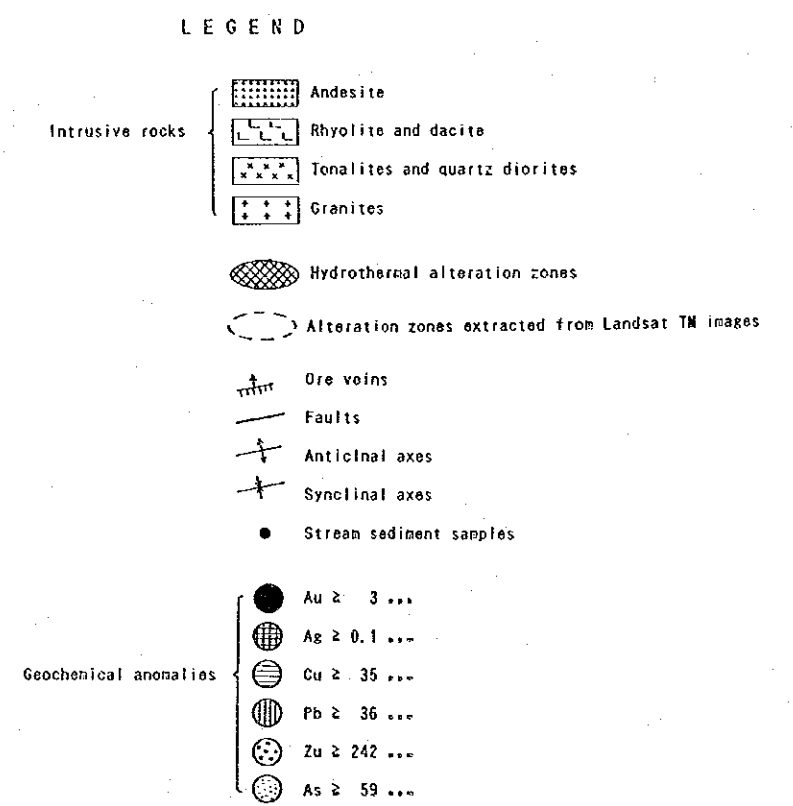 LEGEND
Andesite
Intrusive rocks
Rhyolite and dacite
Tonalites and quartz diorites
Granites
Hydrothermal alteration zones
Alteration zones extracted from Landsat TM images
Ore veins
Faults
Anticlnal axes
Synclinal axes
Stream sediment samples
Au ≥ 3
Ag ≥ 0.1
Cu ≥ 35
Geochemical anomalies
Pb ≥ 36
Zu ≥ 242
As ≥ 59